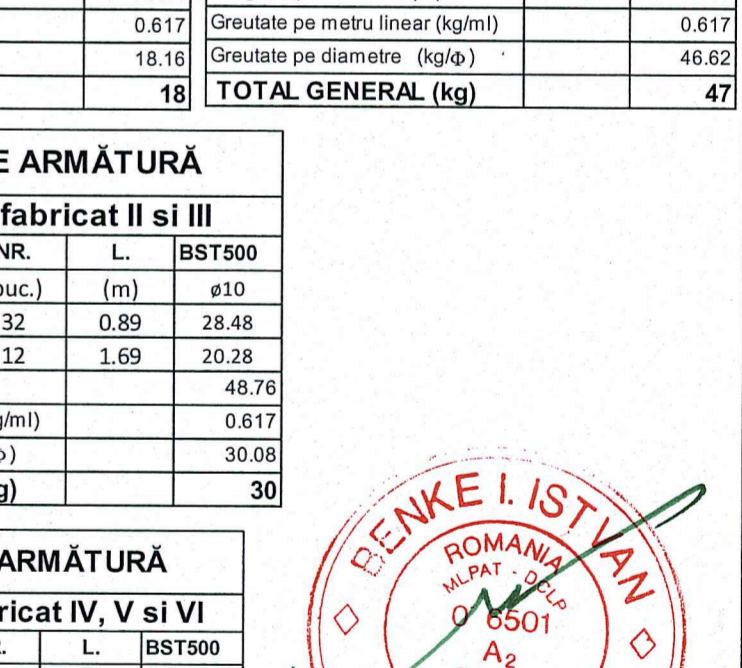 0.617
18.16
18
Greutate pe metru linear (kg/ml) 0.617
Greutate pe diametre (kg/Φ) 46.62
TOTAL GENERAL (kg) 47
E ARMĂTURĂ
fabricat II si III
NR. L. BST500
ouc.) (m) ø10
32 0.89 28.48
12 1.69 20.28
48.76
g/ml) 0.617
Φ) 30.08
g) 30
ARMĂTURĂ
ricat IV, V si VI
L. BST500
BENKE I. ISTVAN
ROMANIA
MLPAT - DCLP
0 6501
A2